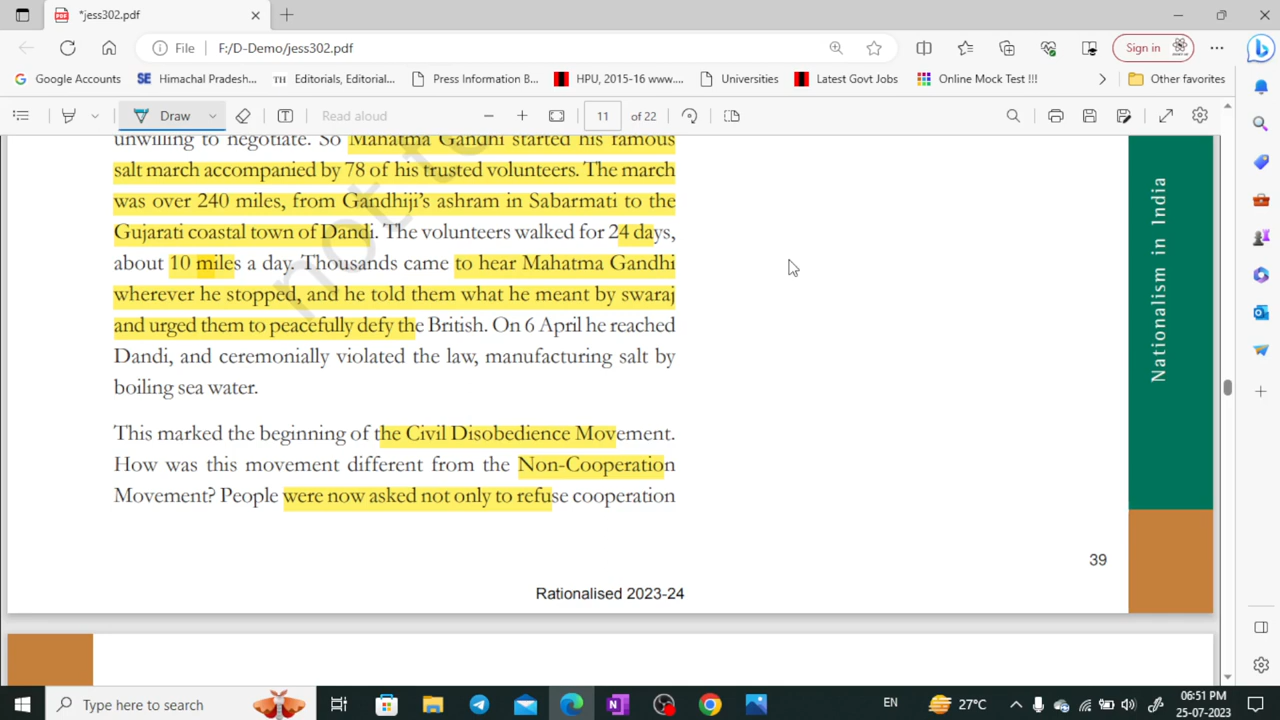 *jess302.pdf
File F:/D-Demo/jess302.pdf Sign in
Google Accounts SE Himachal Pradesh... TH Editorials, Editorial... Press Information B... HPU, 2015-16 www.... Universities Latest Govt Jobs Online Mock Test !!! Other favorites
Draw Read aloud 11 of 22
unwilling to negotiate. So Mahatma Gandhi started his famous
salt march accompanied by 78 of his trusted volunteers. The march
was over 240 miles, from Gandhiji's ashram in Sabarmati to the
Gujarati coastal town of Dandi. The volunteers walked for 24 days,
about 10 miles a day. Thousands came to hear Mahatma Gandhi
wherever he stopped, and he told them what he meant by swaraj
and urged them to peacefully defy the British. On 6 April he reached
Dandi, and ceremonially violated the law, manufacturing salt by
boiling sea water.
This marked the beginning of the Civil Disobedience Movement.
How was this movement different from the Non-Cooperation
Movement? People were now asked not only to refuse cooperation
not to
Nationalism in India
39
Rationalised 2023-24
Type here to search EN 27°C 06:51 PM
25-07-2023